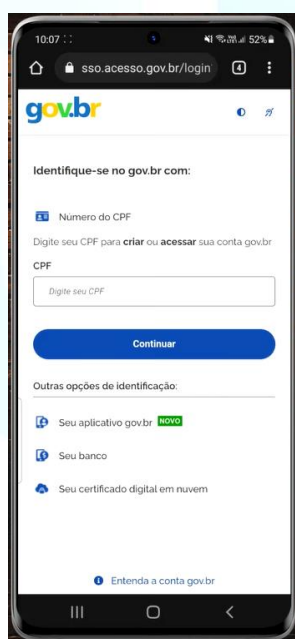 10:07
52%
sso.acesso.gov.br/login
4
gov.br
Identifique-se no gov.br com:
Número do CPF
Digite seu CPF para criar ou acessar sua conta gov.br
CPF
Digite seu CPF
Continuar
Outras opções de identificação:
Seu aplicativo gov.br NOVO
Seu banco
Seu certificado digital em nuvem
Entenda a conta gov.br